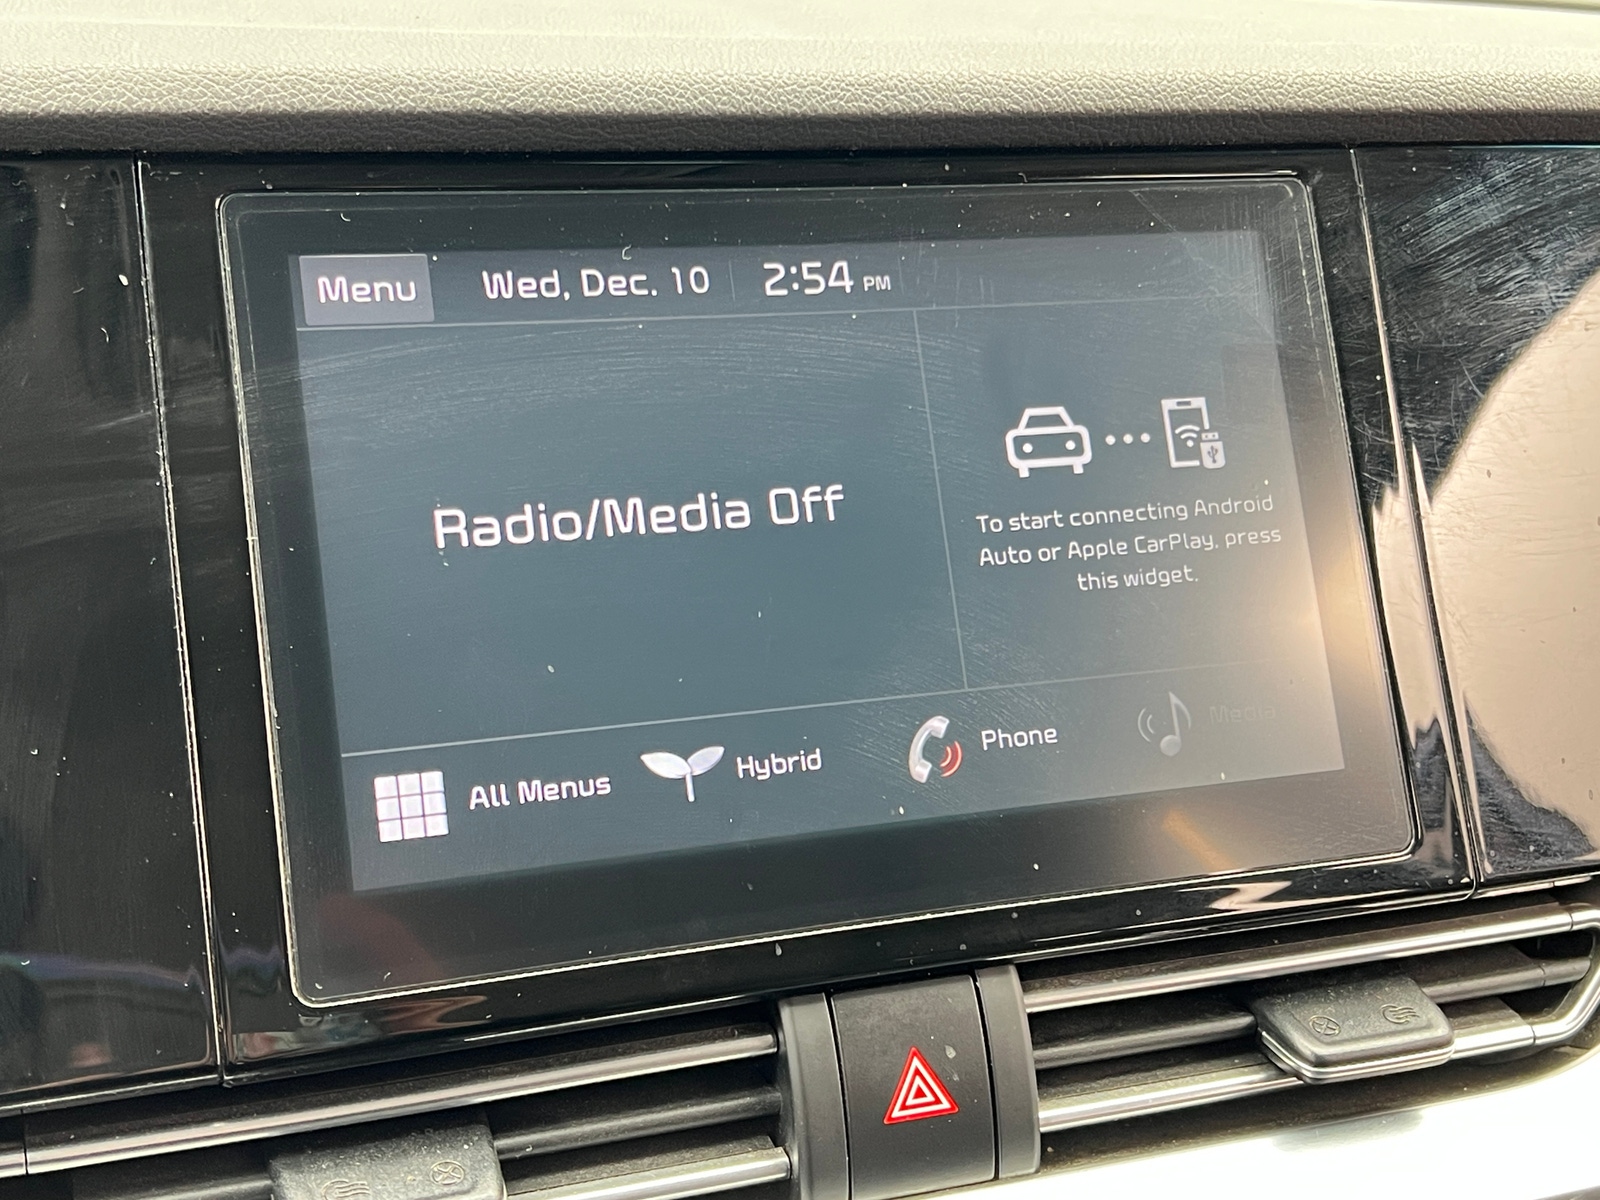 Menu Wed, Dec. 10 2:54 PM
Radio/Media Off
To start connecting Android
Auto or Apple CarPlay, press
this widget.
All Menus Hybrid Phone Media